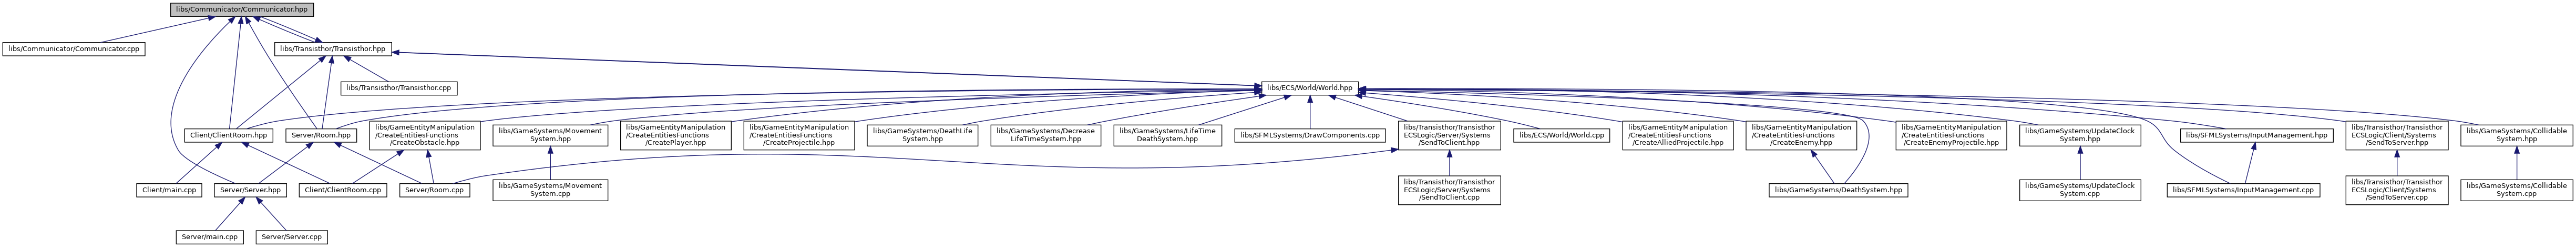 libs/Communicator/Communicator.hpp
libs/Communicator/Communicator.cpp
libs/Transisthor/Transisthor.hpp
libs/Transisthor/Transisthor.cpp
libs/ECS/World/World.hpp
Client/ClientRoom.hpp
Server/Room.hpp
libs/GameEntityManipulation
/CreateEntitiesFunctions
/CreateObstacle.hpp
libs/GameSystems/Movement
System.hpp
libs/GameEntityManipulation
/CreateEntitiesFunctions
/CreatePlayer.hpp
libs/GameEntityManipulation
/CreateEntitiesFunctions
/CreateProjectile.hpp
libs/GameSystems/DeathLife
System.hpp
libs/GameSystems/Decrease
LifeTimeSystem.hpp
libs/GameSystems/LifeTime
DeathSystem.hpp
libs/SFMLSystems/DrawComponents.cpp
libs/Transisthor/Transisthor
ECSLogic/Server/Systems
/SendToClient.hpp
libs/ECS/World/World.cpp
libs/GameEntityManipulation
/CreateEntitiesFunctions
/CreateAlliedProjectile.hpp
libs/GameEntityManipulation
/CreateEntitiesFunctions
/CreateEnemy.hpp
libs/GameEntityManipulation
/CreateEntitiesFunctions
/CreateEnemyProjectile.hpp
libs/GameSystems/UpdateClock
System.hpp
libs/SFMLSystems/InputManagement.hpp
libs/Transisthor/Transisthor
ECSLogic/Client/Systems
/SendToServer.hpp
libs/GameSystems/Collidable
System.hpp
Client/main.cpp
Server/Server.hpp
Client/ClientRoom.cpp
Server/Room.cpp
libs/GameSystems/Movement
System.cpp
libs/Transisthor/Transisthor
ECSLogic/Server/Systems
/SendToClient.cpp
libs/GameSystems/DeathSystem.hpp
libs/GameSystems/UpdateClock
System.cpp
libs/SFMLSystems/InputManagement.cpp
libs/Transisthor/Transisthor
ECSLogic/Client/Systems
/SendToServer.cpp
libs/GameSystems/Collidable
System.cpp
Server/main.cpp
Server/Server.cpp